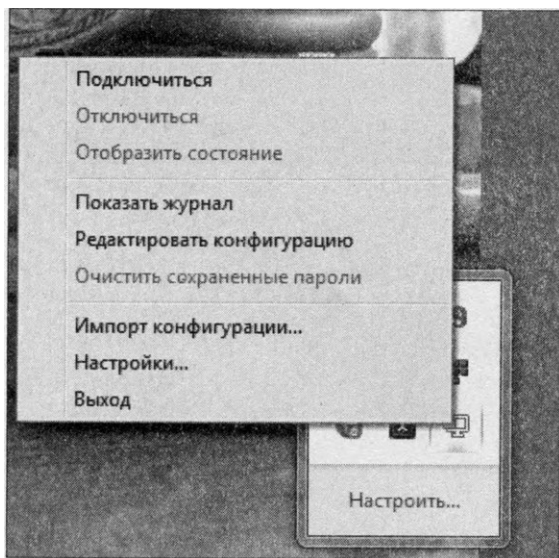 Подключиться
Отключиться
Отобразить состояние
Показать журнал
Редактировать конфигурацию
Очистить сохраненные пароли
Импорт конфигурации...
Настройки...
Выход
Настроить...